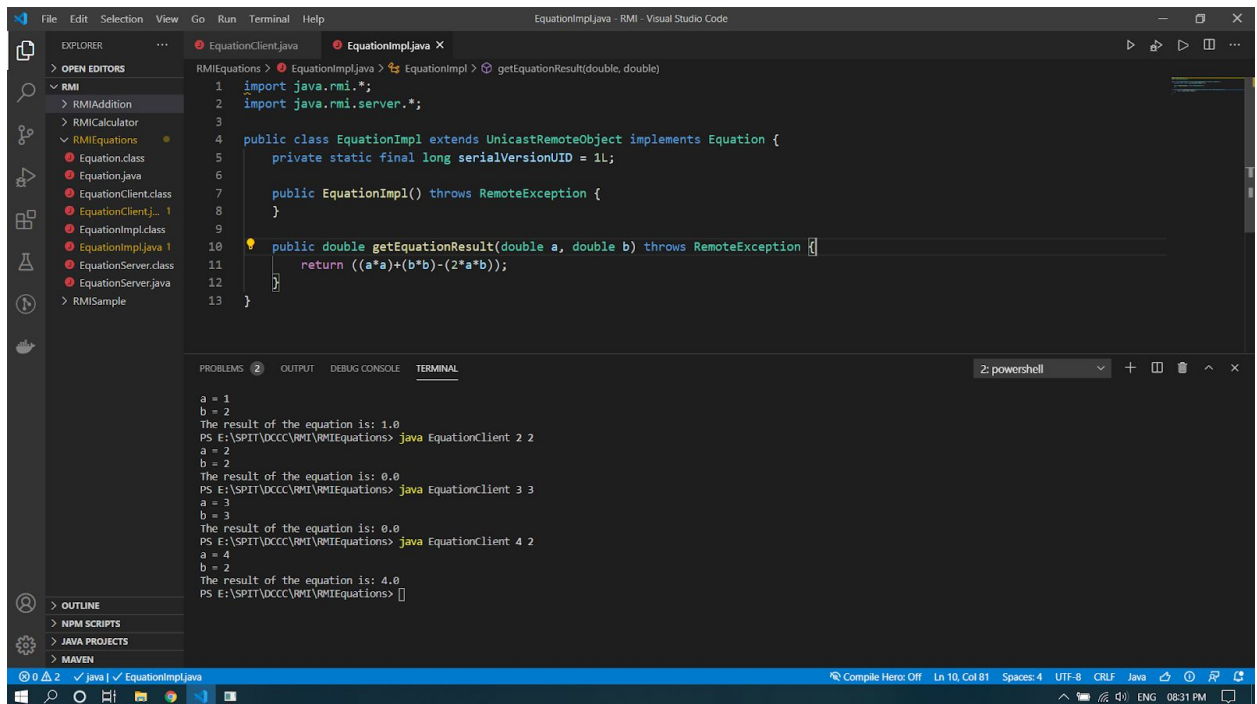 File Edit Selection View Go Run Terminal Help
EquationImpl.java - RMI - Visual Studio Code
EXPLORER
OPEN EDITORS
RMI
RMIAddition
RMICalculator
RMIEquations
Equation.class
Equation.java
EquationClient.class
EquationClient.j... 1
EquationImpl.class
EquationImpl.java 1
EquationServer.class
EquationServer.java
RMISample
OUTLINE
NPM SCRIPTS
JAVA PROJECTS
MAVEN
EquationClient.java EquationImpl.java
RMIEquations > EquationImpl.java > EquationImpl > getEquationResult(double, double)
1 import java.rmi.*;
2 import java.rmi.server.*;
3
4 public class EquationImpl extends UnicastRemoteObject implements Equation {
5 private static final long serialVersionUID = 1L;
6
7 public EquationImpl() throws RemoteException {
8 }
9
10 public double getEquationResult(double a, double b) throws RemoteException {
11 return ((a*a)+(b*b)-(2*a*b));
12 }
13 }
PROBLEMS 2 OUTPUT DEBUG CONSOLE TERMINAL
2: powershell
a = 1
b = 2
The result of the equation is: 1.0
PS E:\SPIT\DCCC\RMI\RMIEquations> java EquationClient 2 2
a = 2
b = 2
The result of the equation is: 0.0
PS E:\SPIT\DCCC\RMI\RMIEquations> java EquationClient 3 3
a = 3
b = 3
The result of the equation is: 0.0
PS E:\SPIT\DCCC\RMI\RMIEquations> java EquationClient 4 2
a = 4
b = 2
The result of the equation is: 4.0
PS E:\SPIT\DCCC\RMI\RMIEquations>
0 2 java | EquationImpl.java
Compile Hero: Off Ln 10, Col 81 Spaces: 4 UTF-8 CRLF Java
ENG 08:31 PM